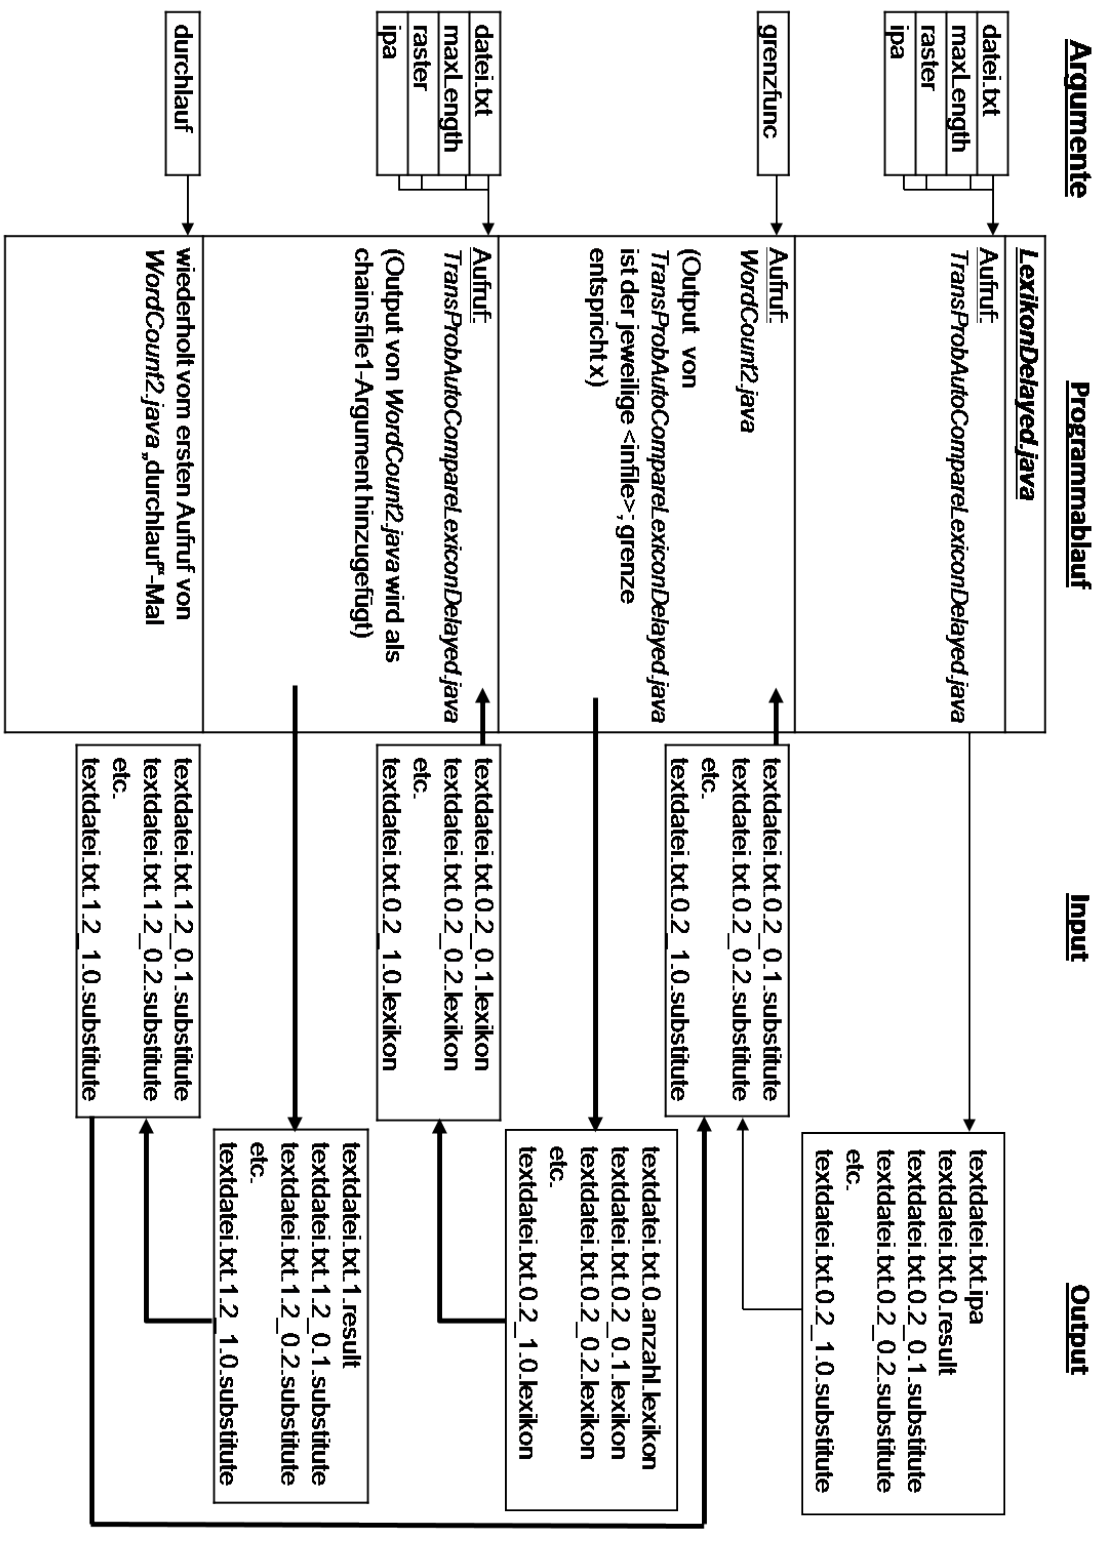 Argumente
Programmablauf
Input
Output
datei.txt
maxLength
raster
ipa
LexikonDelayed.java
Aufruf:
TransProbAutoCompareLexiconDelayed.java
textdatei.txt.ipa
textdatei.txt.0.result
textdatei.txt.0.2_0.1.substitute
textdatei.txt.0.2_0.2.substitute
etc.
textdatei.txt.0.2_1.0.substitute
grenzfunc
Aufruf:
WordCount2.java
(Output von
TransProbAutoCompareLexiconDelayed.java
ist der jeweilige <infile>; grenze
entspricht x)
textdatei.txt.0.2_0.1.substitute
textdatei.txt.0.2_0.2.substitute
etc.
textdatei.txt.0.2_1.0.substitute
textdatei.txt.0.anzahl.lexikon
textdatei.txt.0.2_0.1.lexikon
textdatei.txt.0.2_0.2.lexikon
etc.
textdatei.txt.0.2_1.0.lexikon
datei.txt
maxLength
raster
ipa
Aufruf:
TransProbAutoCompareLexiconDelayed.java
(Output von WordCount2.java wird als
chainsfile1-Argument hinzugefügt)
textdatei.txt.0.2_0.1.lexikon
textdatei.txt.0.2_0.2.lexikon
etc.
textdatei.txt.0.2_1.0.lexikon
textdatei.txt.1.result
textdatei.txt.1.2_0.1.substitute
textdatei.txt.1.2_0.2.substitute
etc.
textdatei.txt.1.2_1.0.substitute
durchlauf
wiederholt vom ersten Aufruf von
WordCount2.java „durchlauf“-Mal
textdatei.txt.1.2_0.1.substitute
textdatei.txt.1.2_0.2.substitute
etc.
textdatei.txt.1.2_1.0.substitute